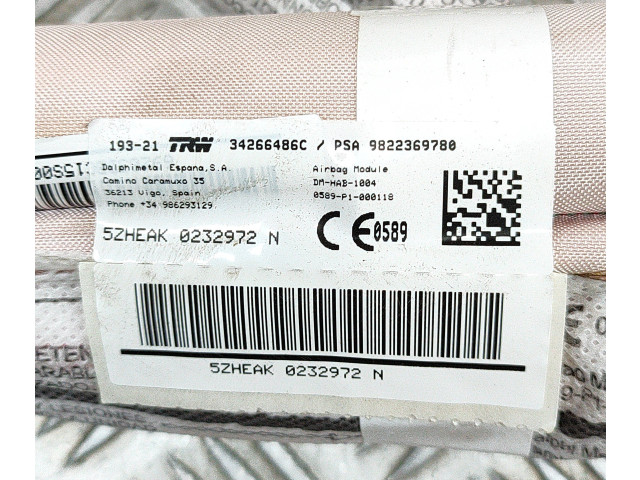 193-21 TRW 34266486C / PSA 9822369780
Dalphimetal Espana,S.A.
Camino Caramuxo 35
36213 Vigo, Spain
Phone +34 986293129
Airbag Module
DM-HAB-1004
0589-P1-000118
5ZHEAK 0232972 N
CE 0589
5ZHEAK 0232972 N